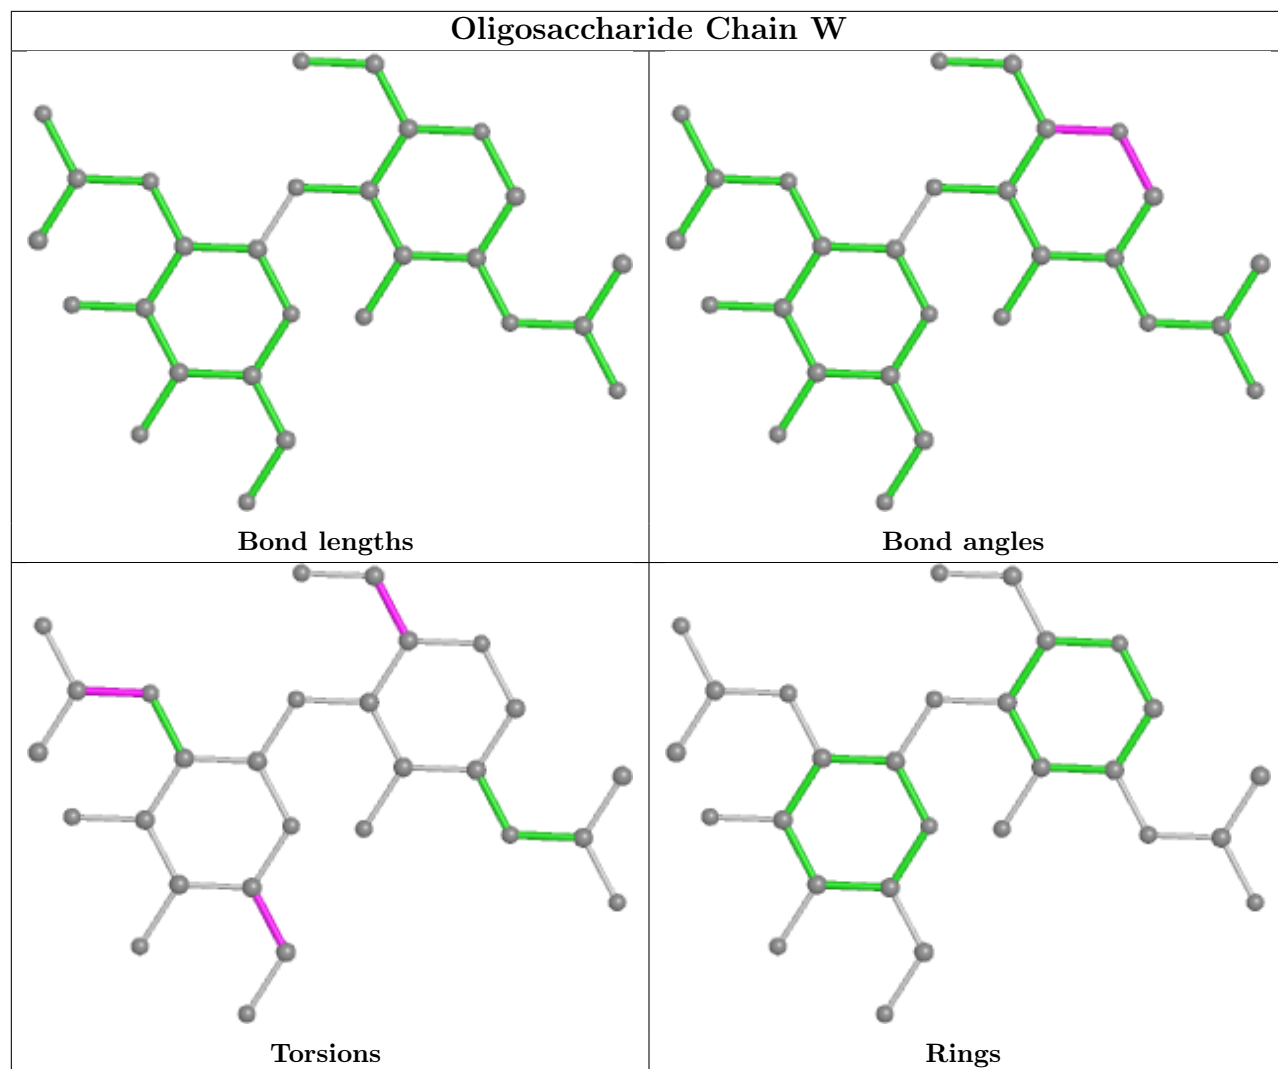 Oligosaccharide Chain W
Bond lengths
Bond angles
Torsions
Rings